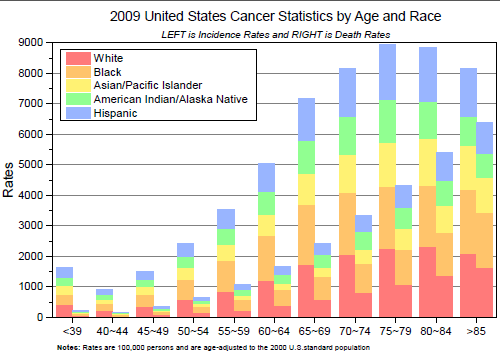 2009 United States Cancer Statistics by Age and Race
LEFT is Incidence Rates and RIGHT is Death Rates
9000
8000
7000
6000
5000
4000
3000
2000
1000
0
Rates
White
Black
Asian/Pacific Islander
American Indian/Alaska Native
Hispanic
<39 40~44 45~49 50~54 55~59 60~64 65~69 70~74 75~79 80~84 >85
Notes: Rates are 100,000 persons and are age-adjusted to the 2000 U.S.standard population